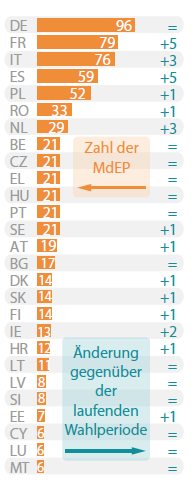 DE 96 =
FR 79 +5
IT 76 +3
ES 59 +5
PL 52 +1
RO 33 +1
NL 29 +3
BE 21 =
CZ 21 =
EL 21 =
HU 21 =
PT 21 =
SE 21 +1
AT 19 +1
BG 17 =
DK 14 +1
SK 14 +1
FI 14 +1
IE 13 +2
HR 12 +1
LT 11 =
LV 8 =
SI 8 =
EE 7 +1
CY 6 =
LU 6 =
MT 6 =
Zahl der
MdEP
Änderung
gegenüber
der
laufenden
Wahlperiode